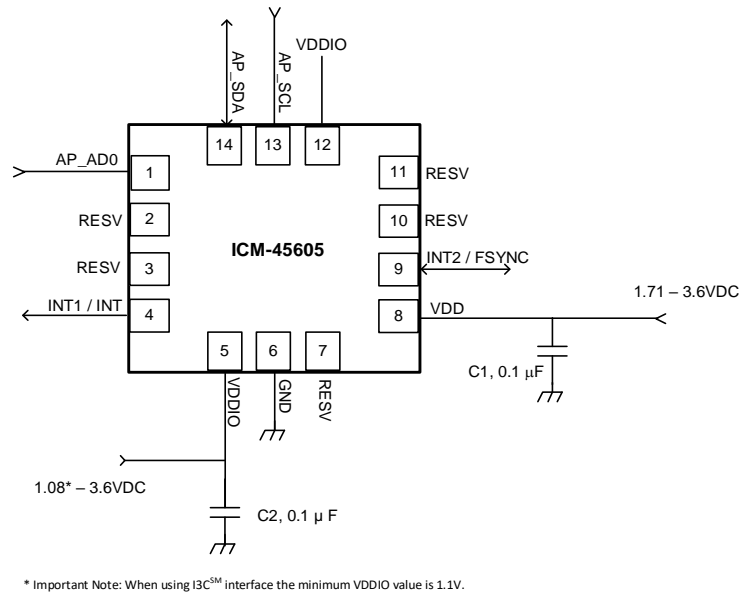 AP_SDA
AP_SCL
VDDIO
14
13
12
AP_AD0
1
11
RESV
RESV
2
10
RESV
ICM-45605
RESV
3
9
INT2 / FSYNC
INT1 / INT
4
8
VDD
1.71 – 3.6VDC
5
6
7
VDDIO
GND
RESV
C1, 0.1 µF
1.08* – 3.6VDC
C2, 0.1 µ F
* Important Note: When using I3C℠ interface the minimum VDDIO value is 1.1V.